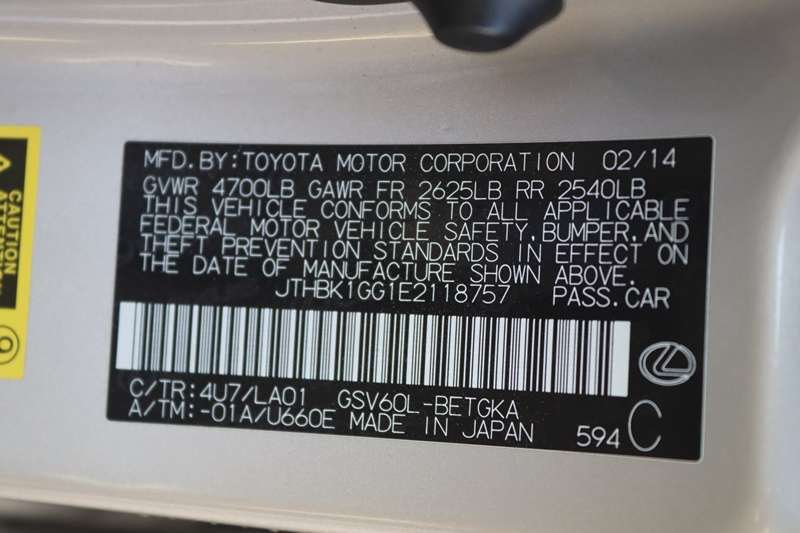 MFD.BY:TOYOTA MOTOR CORPORATION 02/14
GVWR 4700LB GAWR FR 2625LB RR 2540LB
THIS VEHICLE CONFORMS TO ALL APPLICABLE
FEDERAL MOTOR VEHICLE SAFETY,BUMPER,AND
THEFT PREVENTION STANDARDS IN EFFECT ON
THE DATE OF MANUFACTURE SHOWN ABOVE.
JTHBK1GG1E2118757 PASS.CAR
C/TR:4U7/LA01 GSV60L-BETGKA
A/TM:-01A/U660E MADE IN JAPAN 594 C
CAUTION